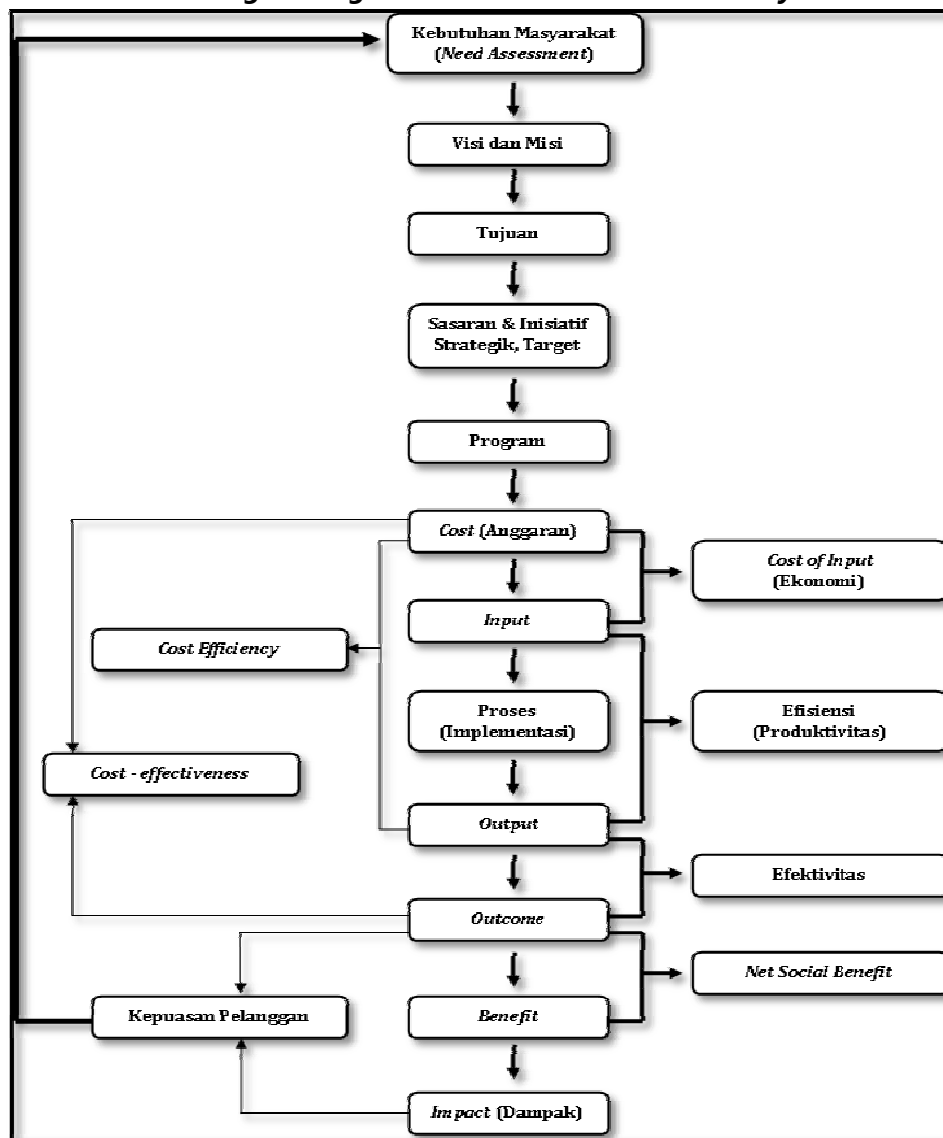 Kebutuhan Masyarakat
(Need Assessment)
Visi dan Misi
Tujuan
Sasaran & Inisiatif
Strategik, Target
Program
Cost (Anggaran)
Cost of Input
(Ekonomi)
Input
Cost Efficiency
Proses
(Implementasi)
Efisiensi
(Produktivitas)
Cost - effectiveness
Output
Efektivitas
Outcome
Net Social Benefit
Kepuasan Pelanggan
Benefit
Impact (Dampak)